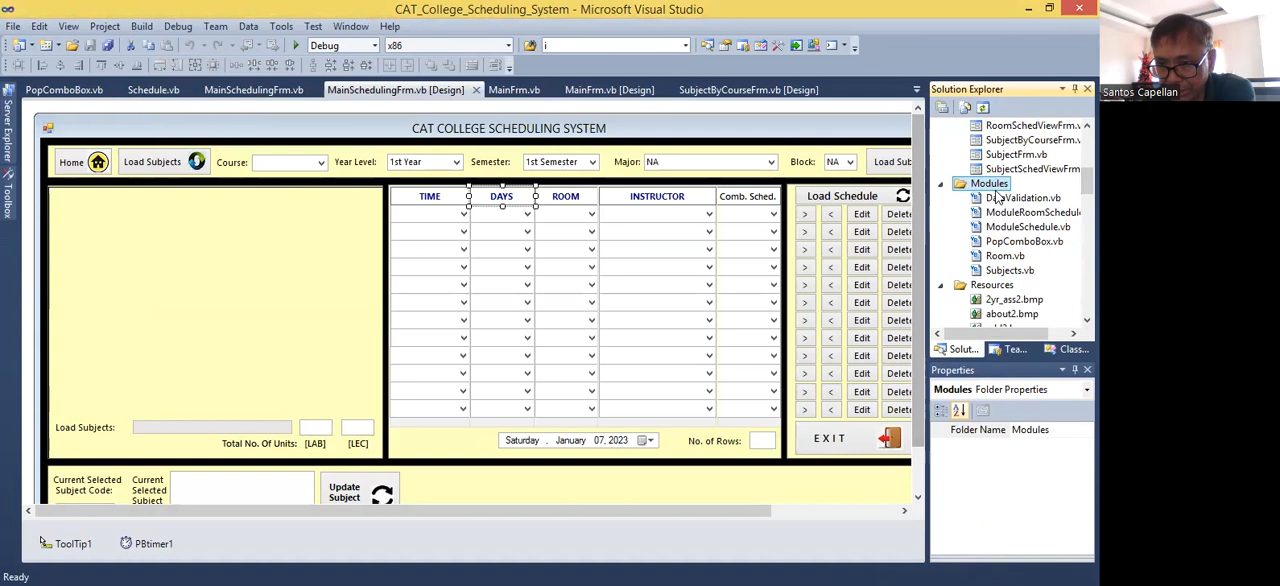 CAT_College_Scheduling_System - Microsoft Visual Studio
File Edit View Project Build Debug Team Data Tools Test Window Help
Debug x86 i
PopComboBox.vb Schedule.vb MainSchedulingFrm.vb MainSchedulingFrm.vb [Design] MainFrm.vb MainFrm.vb [Design] SubjectByCourseFrm.vb [Design]
Server Explorer
Toolbox
CAT COLLEGE SCHEDULING SYSTEM
Home Load Subjects Course: Year Level: 1st Year Semester: 1st Semester Major: NA Block: NA Load Sub
TIME DAYS ROOM INSTRUCTOR Comb. Sched. Load Schedule
> < Edit Delete
> < Edit Delete
> < Edit Delete
> < Edit Delete
> < Edit Delete
> < Edit Delete
> < Edit Delete
> < Edit Delete
> < Edit Delete
> < Edit Delete
> < Edit Delete
> < Edit Delete
Load Subjects:
Total No. Of Units: [LAB] [LEC]
Saturday , January 07, 2023 No. of Rows:
E X I T
Current Selected Subject Code:
Current Selected Subject
Update Subject
ToolTip1 PBtimer1
Ready
Solution Explorer
RoomSchedViewFrm.v
SubjectByCourseFrm.
SubjectFrm.vb
SubjectSchedViewFrm
Modules
DataValidation.vb
ModuleRoomSchedule
ModuleSchedule.vb
PopComboBox.vb
Room.vb
Subjects.vb
Resources
2yr_ass2.bmp
about2.bmp
Solut... Tea... Class...
Properties
Modules Folder Properties
Folder Name Modules
Santos Capellan